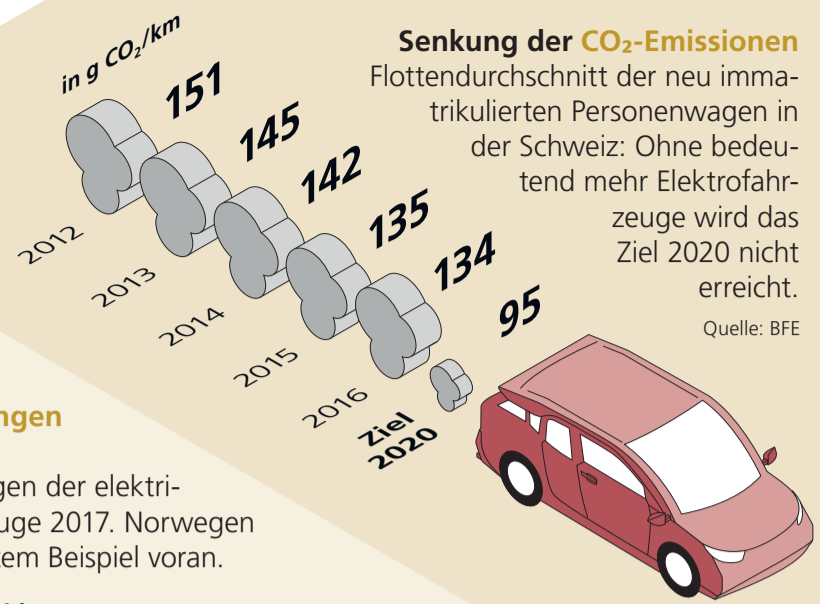 in g CO₂/km
151
145
142
135
134
95
2012
2013
2014
2015
2016
Ziel
2020
Senkung der CO₂-Emissionen
Flottendurchschnitt der neu imma-
trikulierten Personenwagen in
der Schweiz: Ohne bedeu-
tend mehr Elektrofahr-
zeuge wird das
Ziel 2020 nicht
erreicht.
Quelle: BFE
ngen
gen der elektri-
uge 2017. Norwegen
tem Beispiel voran.